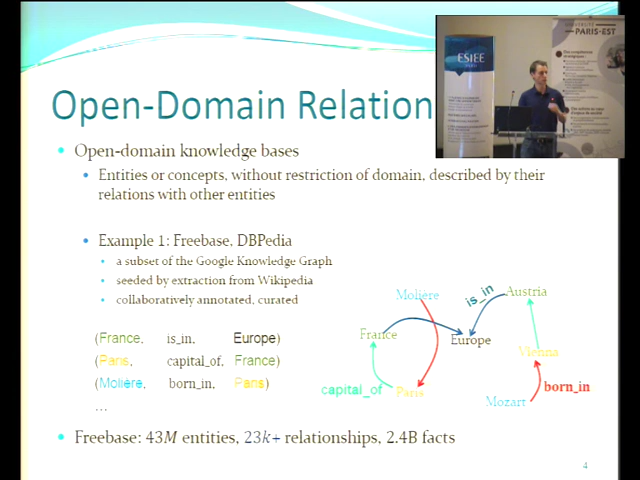 Open-Domain Relation
ESIEE
PARIS
UNIVERSITÉ
PARIS-EST
Open-domain knowledge bases
Entities or concepts, without restriction of domain, described by their
relations with other entities
Example 1: Freebase, DBPedia
a subset of the Google Knowledge Graph
seeded by extraction from Wikipedia
collaboratively annotated, curated
(France, is_in, Europe)
(Paris, capital_of, France)
(Molière, born_in, Paris)
…
Molière
is_in
Austria
France
Europe
Vienna
capital_of
Paris
born_in
Mozart
Freebase: 43M entities, 23k+ relationships, 2.4B facts
4